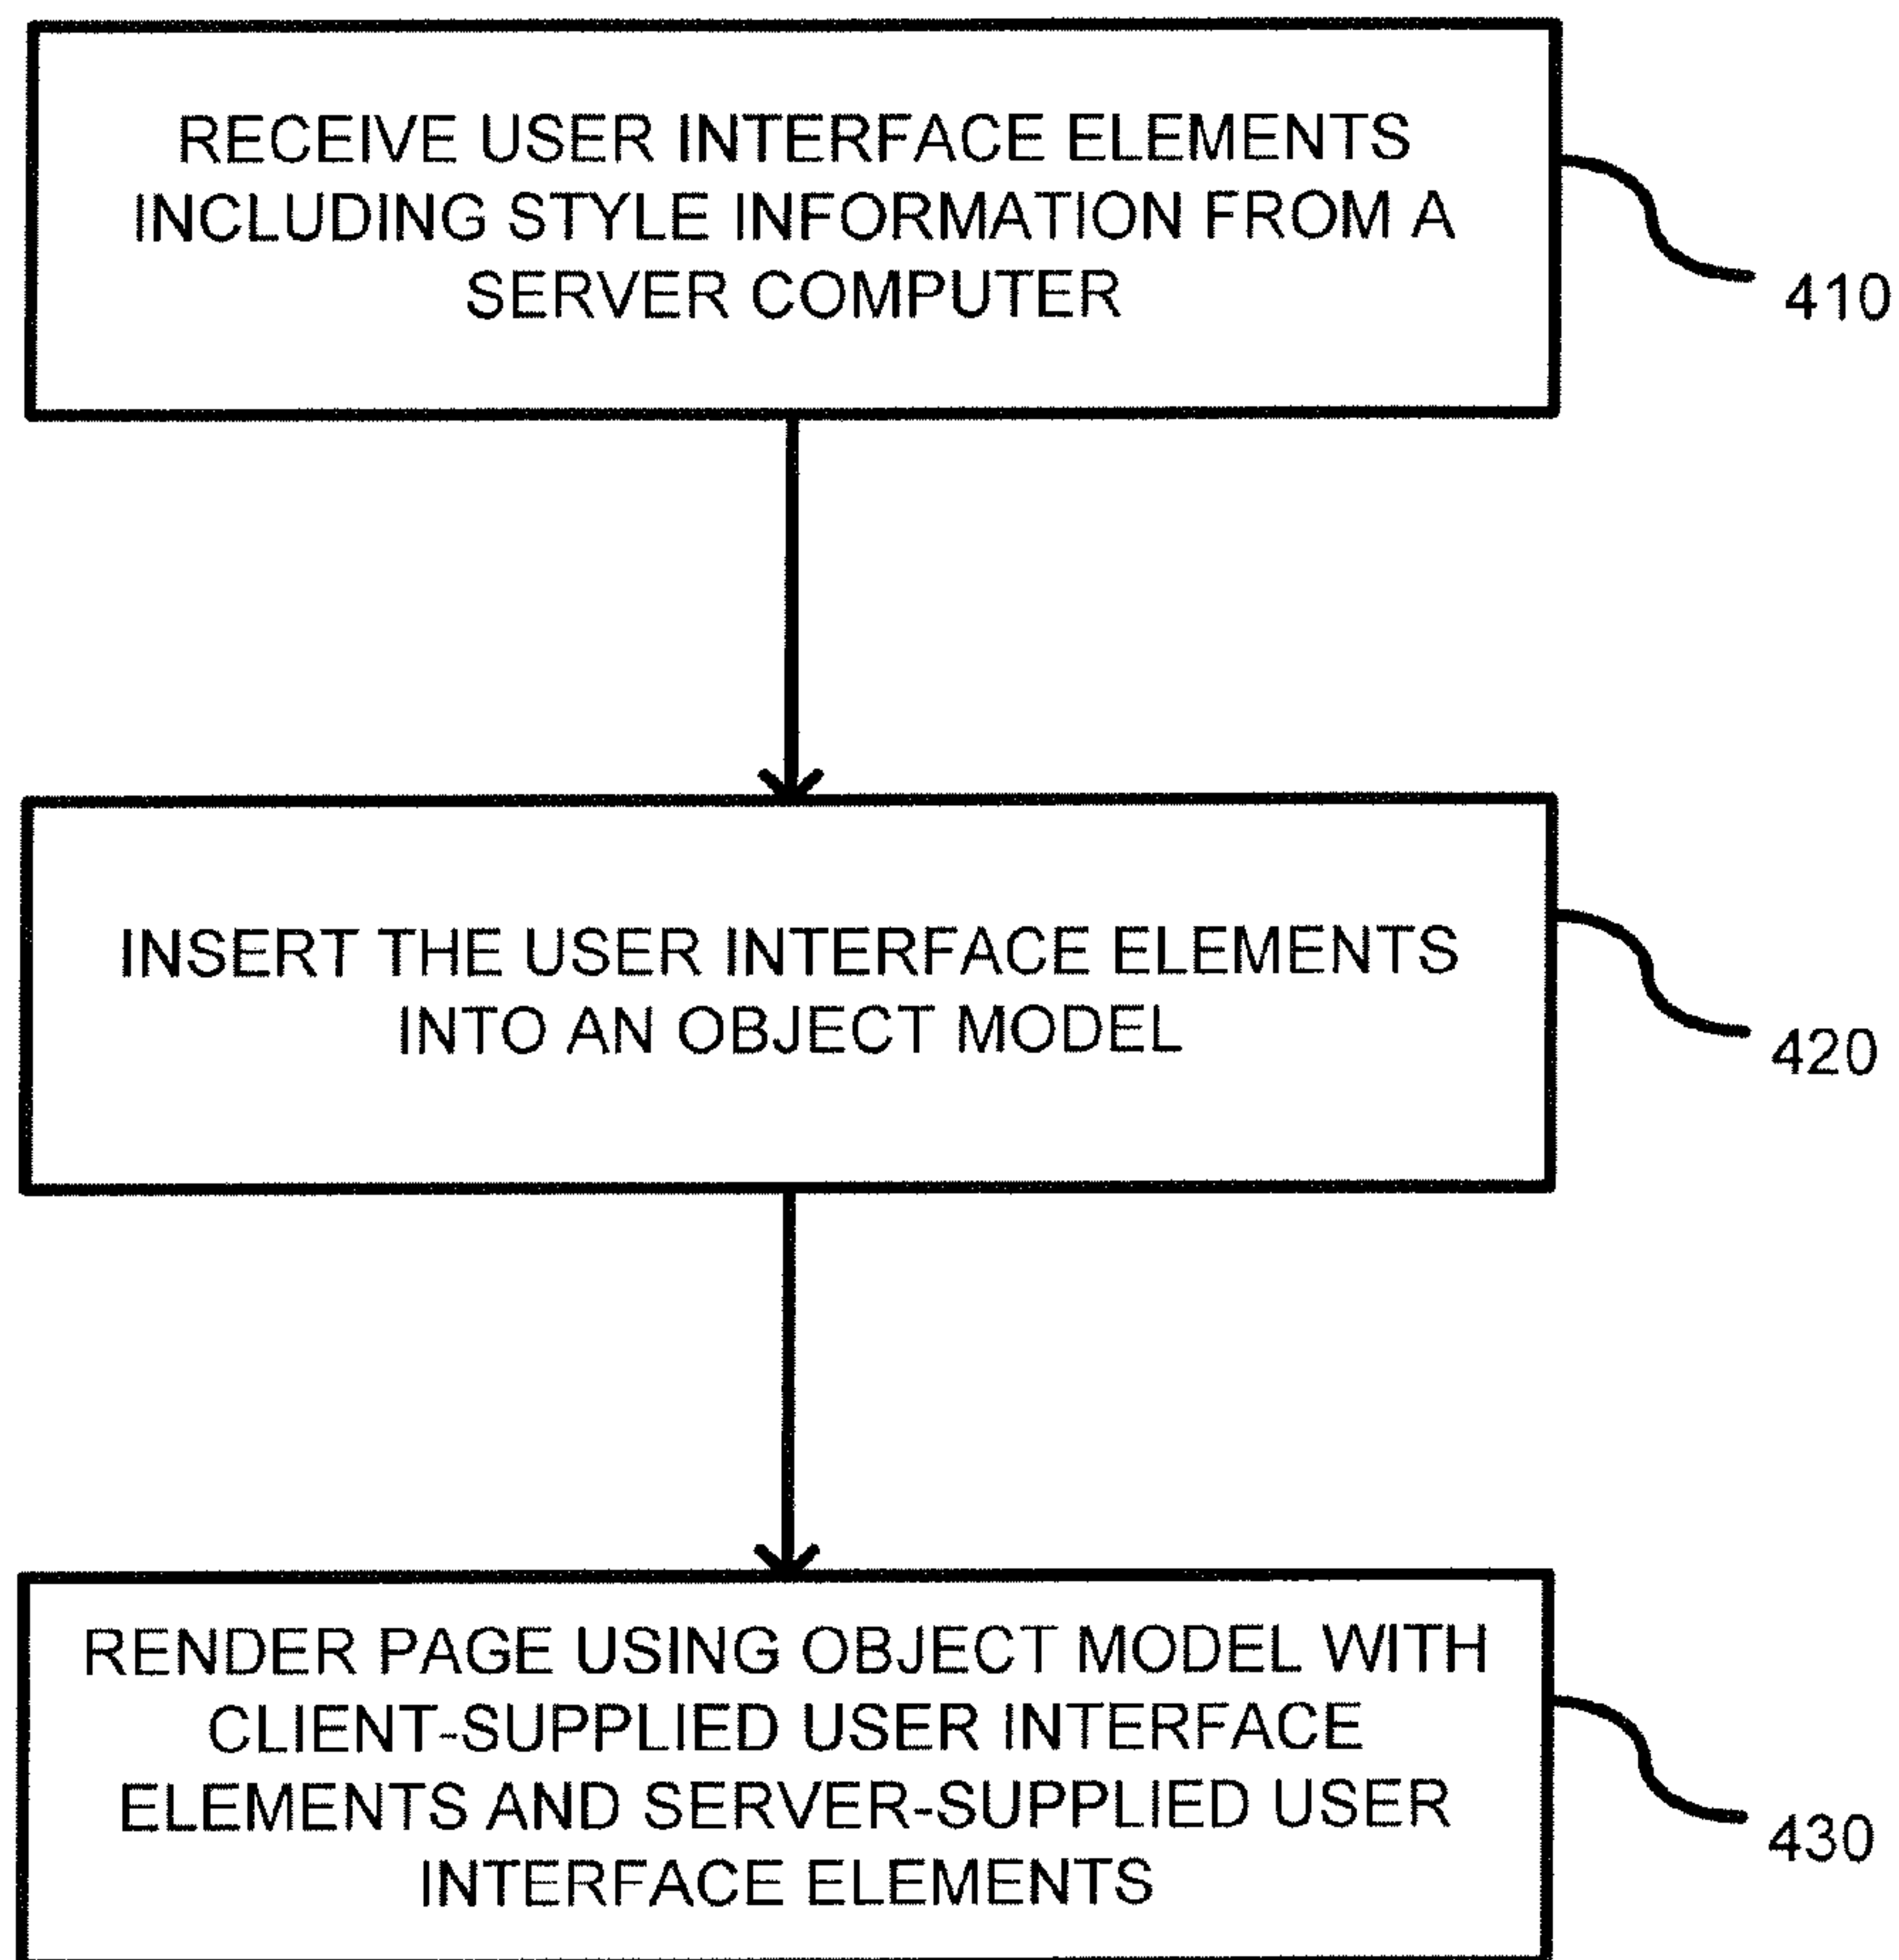 RECEIVE USER INTERFACE ELEMENTS
INCLUDING STYLE INFORMATION FROM A
SERVER COMPUTER
410
INSERT THE USER INTERFACE ELEMENTS
INTO AN OBJECT MODEL
420
RENDER PAGE USING OBJECT MODEL WITH
CLIENT-SUPPLIED USER INTERFACE
ELEMENTS AND SERVER-SUPPLIED USER
INTERFACE ELEMENTS
430